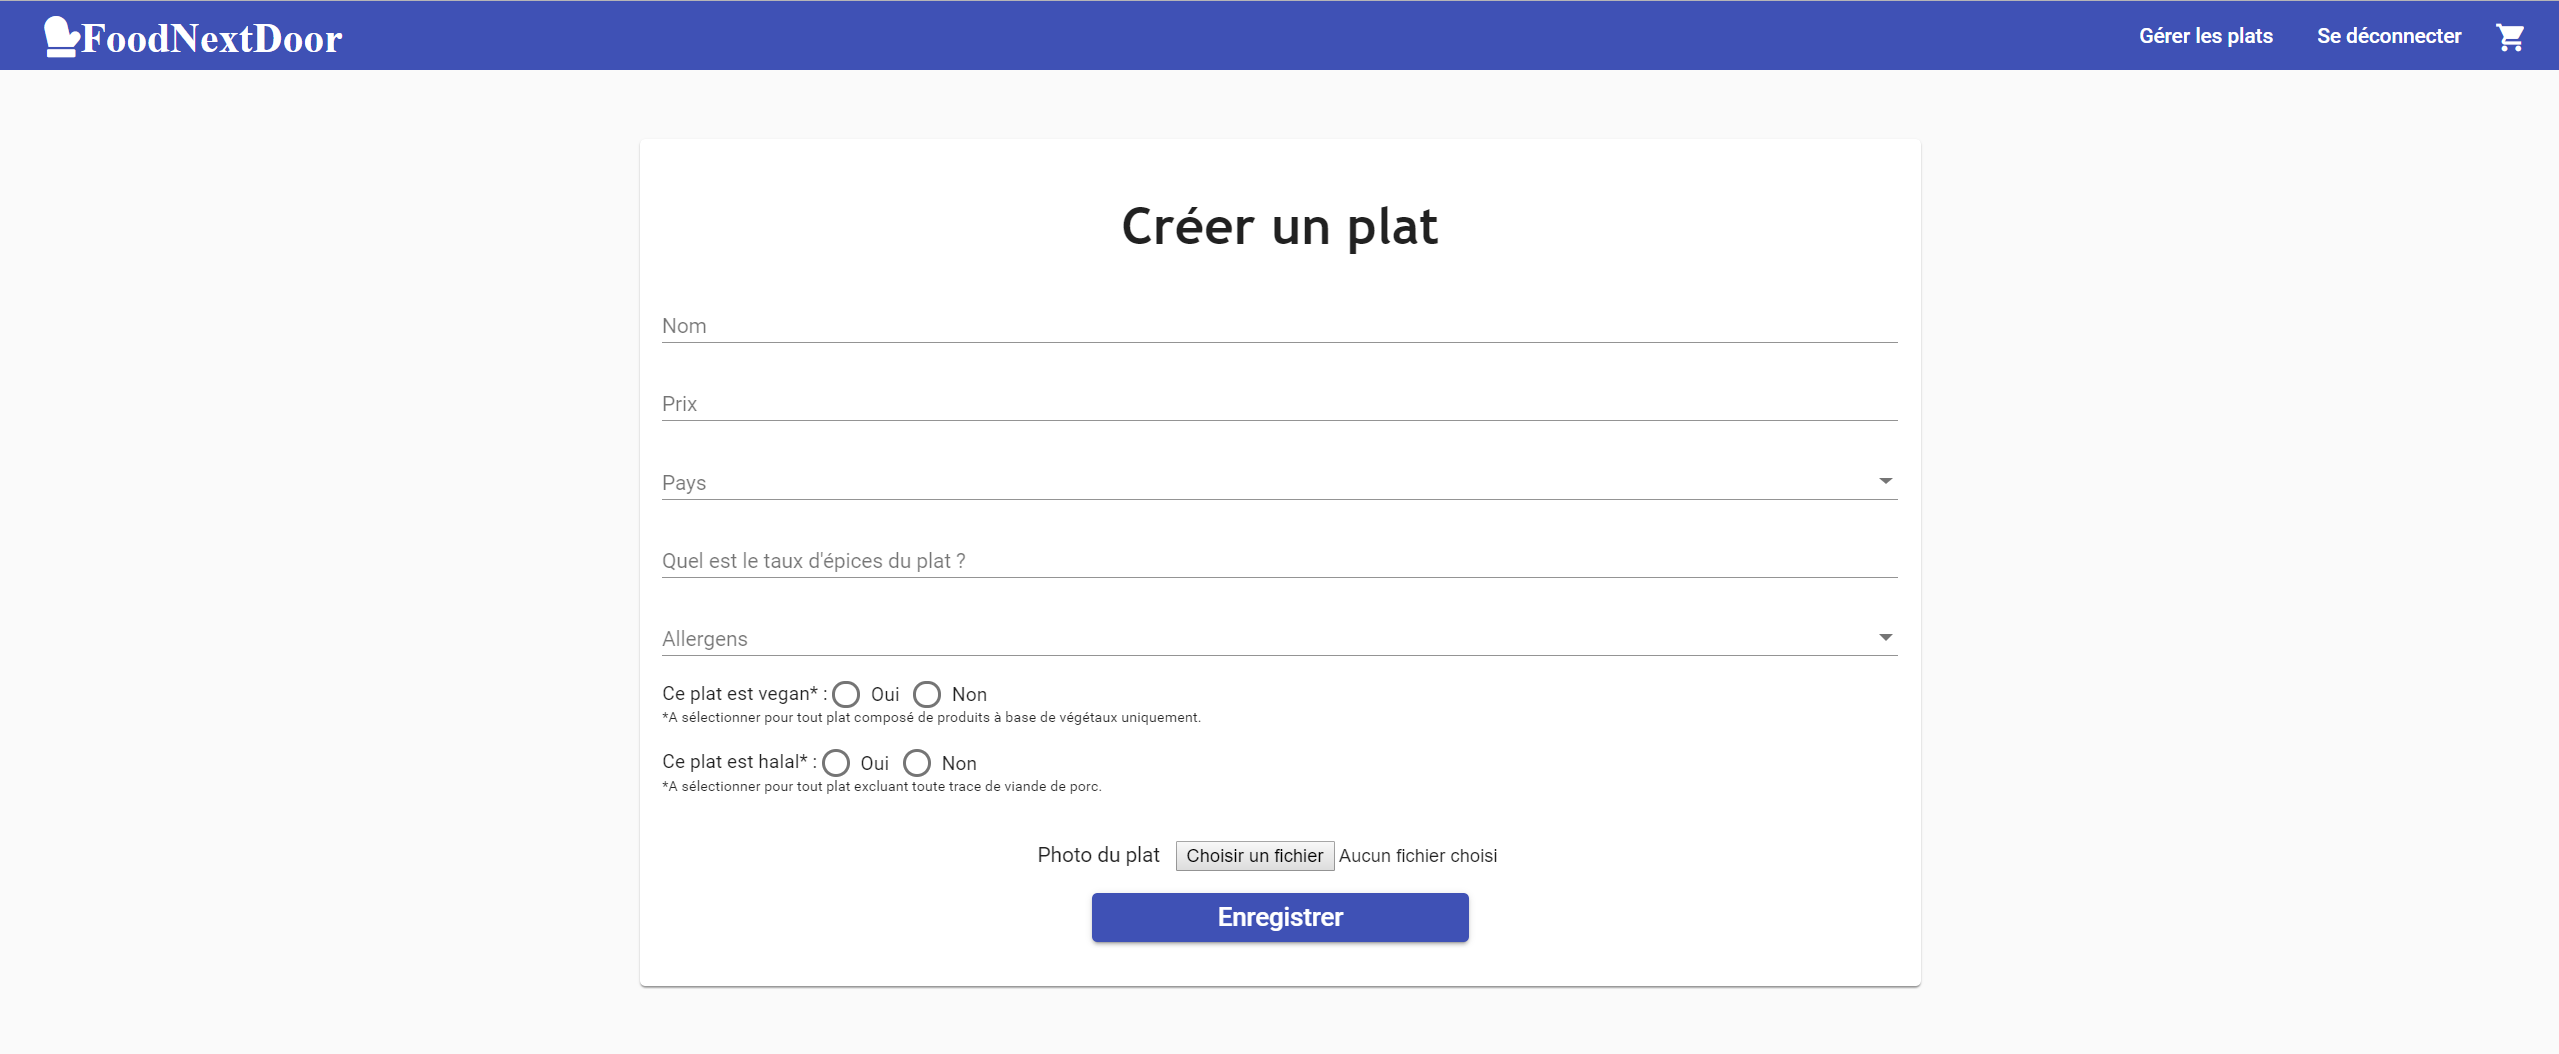 FoodNextDoor
Gérer les plats
Se déconnecter
Créer un plat
Nom
Prix
Pays
Quel est le taux d'épices du plat ?
Allergens
Ce plat est vegan* : Oui Non
*A sélectionner pour tout plat composé de produits à base de végétaux uniquement.
Ce plat est halal* : Oui Non
*A sélectionner pour tout plat excluant toute trace de viande de porc.
Photo du plat Choisir un fichier Aucun fichier choisi
Enregistrer